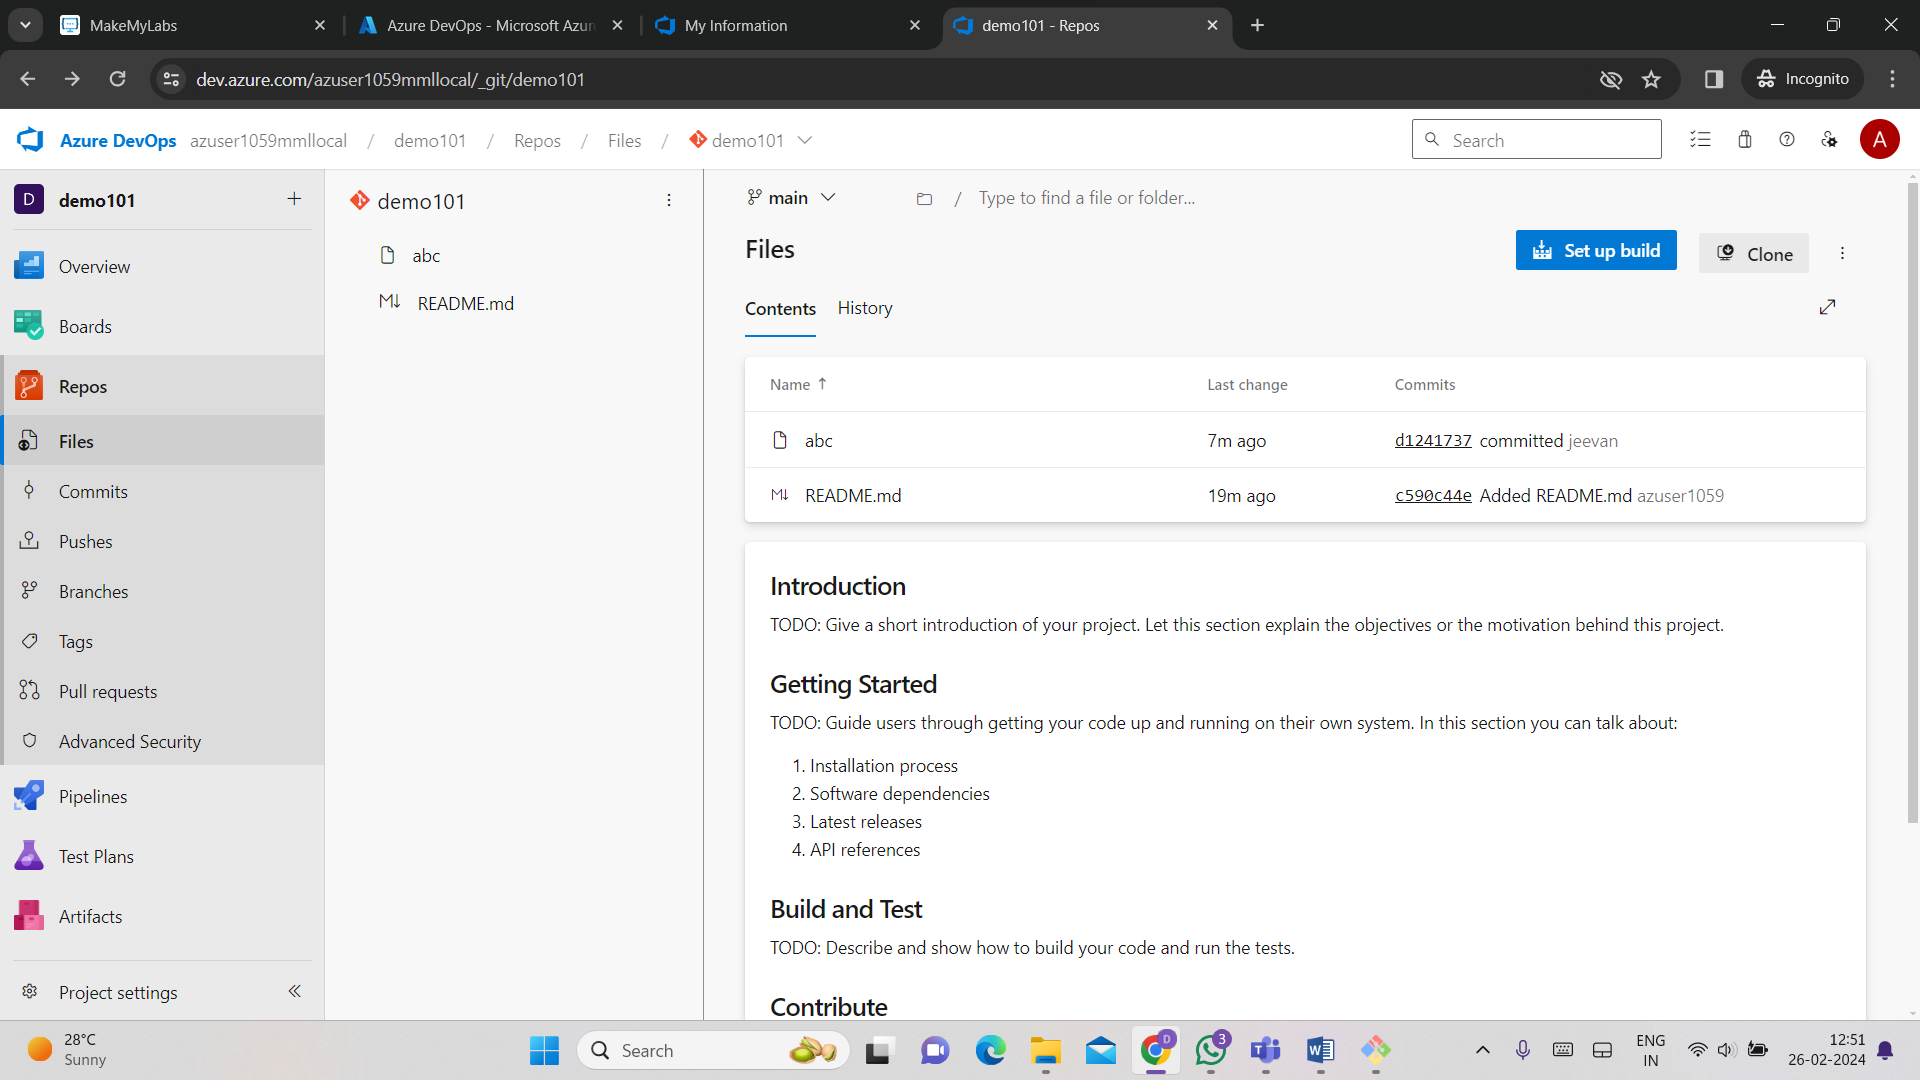 MakeMyLabs
Azure DevOps - Microsoft Azur
My Information
demo101 - Repos
dev.azure.com/azuser1059mmllocal/_git/demo101
Incognito
Azure DevOps azuser1059mmllocal / demo101 / Repos / Files / demo101
Search
A
D demo101
Overview
Boards
Repos
Files
Commits
Pushes
Branches
Tags
Pull requests
Advanced Security
Pipelines
Test Plans
Artifacts
Project settings
demo101
abc
README.md
main / Type to find a file or folder...
Files
Set up build
Clone
Contents History
Name Last change Commits
abc 7m ago d1241737 committed jeevan
README.md 19m ago c590c44e Added README.md azuser1059
Introduction
TODO: Give a short introduction of your project. Let this section explain the objectives or the motivation behind this project.
Getting Started
TODO: Guide users through getting your code up and running on their own system. In this section you can talk about:
1. Installation process
2. Software dependencies
3. Latest releases
4. API references
Build and Test
TODO: Describe and show how to build your code and run the tests.
Contribute
28°C
Sunny
Search
D
3
ENG
IN
12:51
26-02-2024